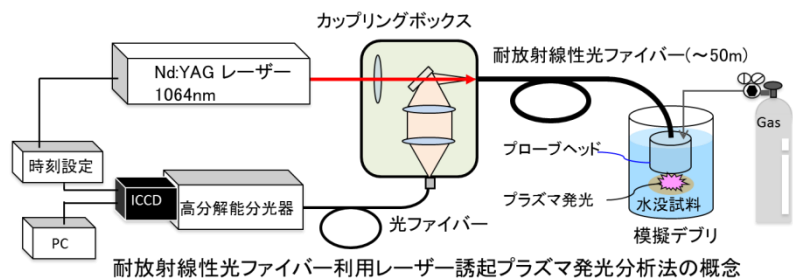 カップリングボックス
Nd:YAG レーザー
1064nm
耐放射線性光ファイバー(～50m)
Gas
時刻設定
ICCD
高分解能分光器
PC
光ファイバー
プローブヘッド
プラズマ発光
水没試料
模擬デブリ
耐放射線性光ファイバー利用レーザー誘起プラズマ発光分析法の概念